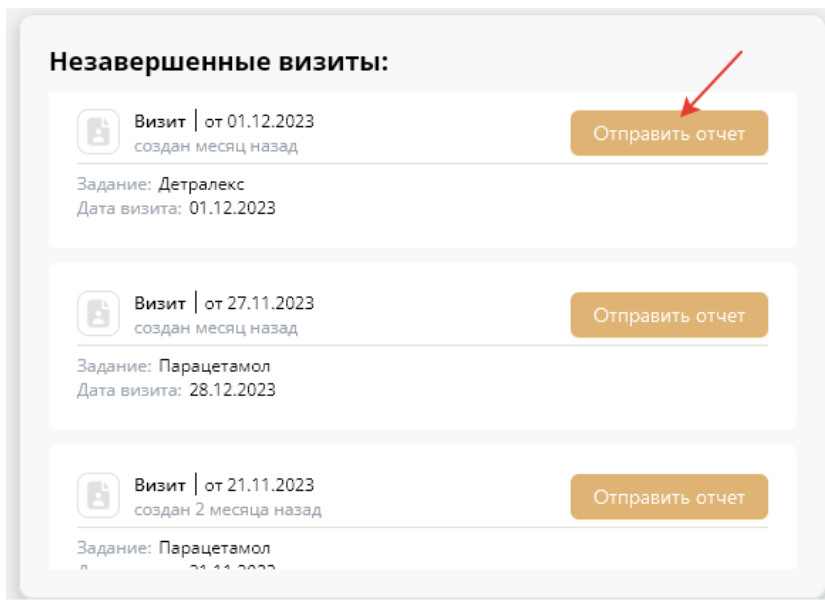 Незавершенные визиты:
Визит | от 01.12.2023
создан месяц назад
Отправить отчет
Задание: Детралекс
Дата визита: 01.12.2023
Визит | от 27.11.2023
создан месяц назад
Отправить отчет
Задание: Парацетамол
Дата визита: 28.12.2023
Визит | от 21.11.2023
создан 2 месяца назад
Отправить отчет
Задание: Парацетамол